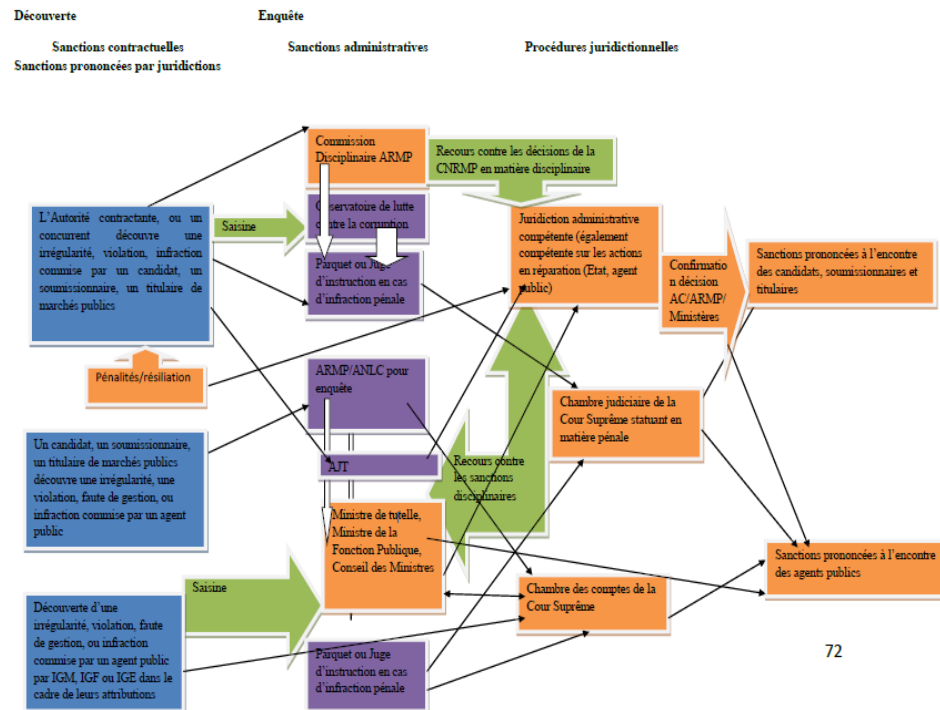 Découverte
Enquête
Sanctions contractuelles
Sanctions administratives
Procédures juridictionnelles
Sanctions prononcées par juridictions
Commission
Disciplinaire ARMP
Recours contre les décisions de la
CNRMP en matière disciplinaire
L'Autorité contractante, ou un
concurrent découvre une
irrégularité, violation, infraction
commise par un candidat, un
soumissionnaire, un titulaire de
marchés publics
Saisine
Observatoire de lutte
contre la corruption
Parquet ou Juge
d'instruction en cas
d'infraction pénale
Juridiction administrative
compétente (également
compétente sur les actions
en réparation (Etat, agent
public)
Confirmatio
n décision
AC/ARMP/
Ministères
Sanctions prononcées à l'encontre
des candidats, soumissionnaires et
titulaires
Pénalités/résiliation
ARMP/ANLC pour
enquête
Chambre judiciaire de la
Cour Suprême statuant en
matière pénale
Un candidat, un soumissionnaire,
un titulaire de marchés publics
découvre une irrégularité, une
violation, faute de gestion, ou
infraction commise par un agent
public
AJT
Recours contre
les sanctions
disciplinaires
Ministre de tutelle,
Ministre de la
Fonction Publique,
Conseil des Ministres
Sanctions prononcées à l'encontre
des agents publics
Saisine
Chambre des comptes de la
Cour Suprême
Découverte d'une
irrégularité, violation, faute
de gestion, ou infraction
commise par un agent public
par IGM, IGF ou IGE dans le
cadre de leurs attributions
Parquet ou Juge
d'instruction en cas
d'infraction pénale
72